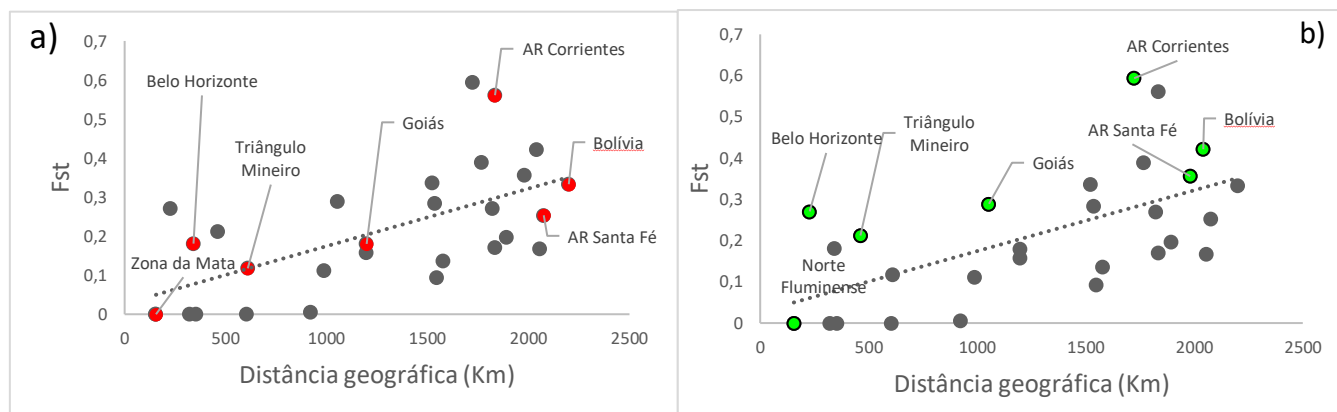 a)
Fst
0,7
0,6
0,5
0,4
0,3
0,2
0,1
0
AR Corrientes
Belo Horizonte
Goiás
Triângulo
Mineiro
Bolívia
AR Santa Fé
Zona da Mata
0 500 1000 1500 2000 2500
Distância geográfica (Km)
b)
Fst
0,7
0,6
0,5
0,4
0,3
0,2
0,1
0
AR Corrientes
Belo Horizonte
Triângulo
Mineiro
AR Santa Fé
Bolívia
Goiás
Norte
Fluminense
0 500 1000 1500 2000 2500
Distância geográfica (Km)